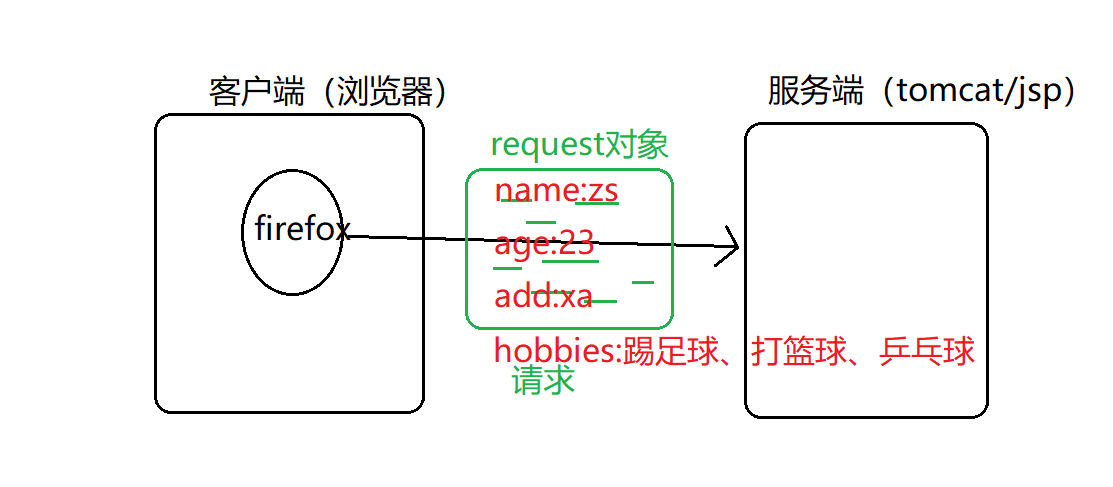 客户端（浏览器）
服务端（tomcat/jsp）
request对象
firefox
name:zs
age:23
add:xa
hobbies:踢足球、打篮球、乒乓球
请求